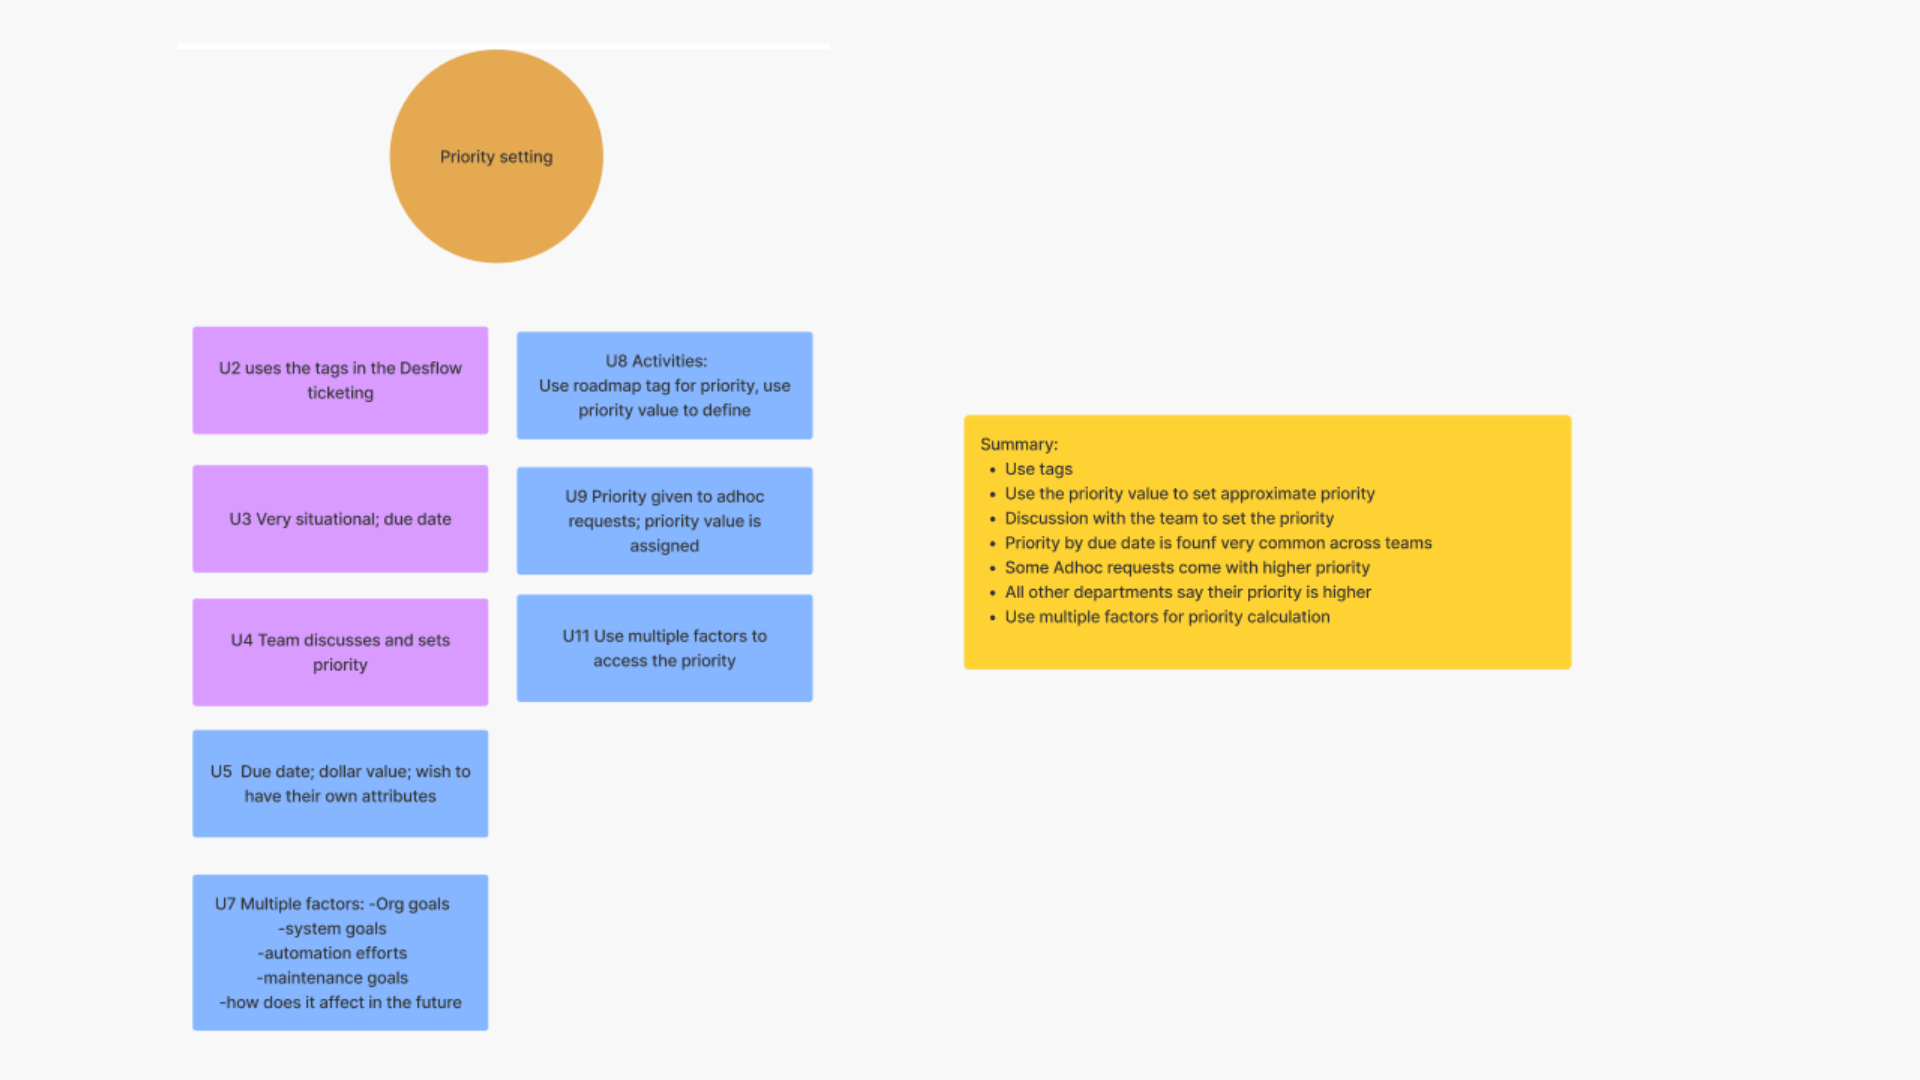 Priority setting
U2 uses the tags in the Desflow
ticketing
U3 Very situational; due date
U4 Team discusses and sets
priority
U5  Due date; dollar value; wish to
have their own attributes
U7 Multiple factors: -Org goals
-system goals
-automation efforts
-maintenance goals
-how does it affect in the future
U8 Activities:
Use roadmap tag for priority, use
priority value to define
U9 Priority given to adhoc
requests; priority value is
assigned
U11 Use multiple factors to
access the priority
Summary:
• Use tags
• Use the priority value to set approximate priority
• Discussion with the team to set the priority
• Priority by due date is founf very common across teams
• Some Adhoc requests come with higher priority
• All other departments say their priority is higher
• Use multiple factors for priority calculation